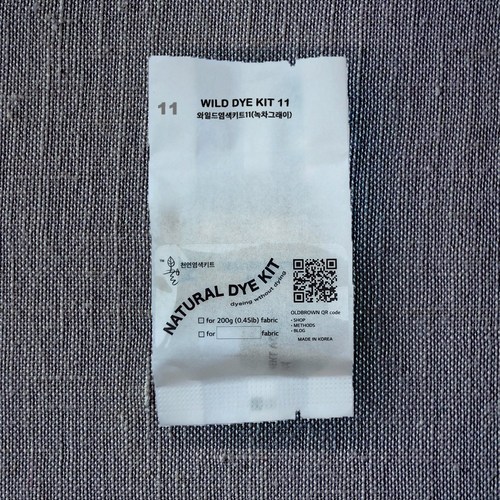 11
WILD DYE KIT 11
와일드염색키트11(녹차그레이)
™
천연염색키트
NATURAL DYE KIT
dyeing without dying
for 200g (0.45lb) fabric
for fabric
OLDBROWN QR code
• SHOP
• METHODS
• BLOG
MADE IN KOREA